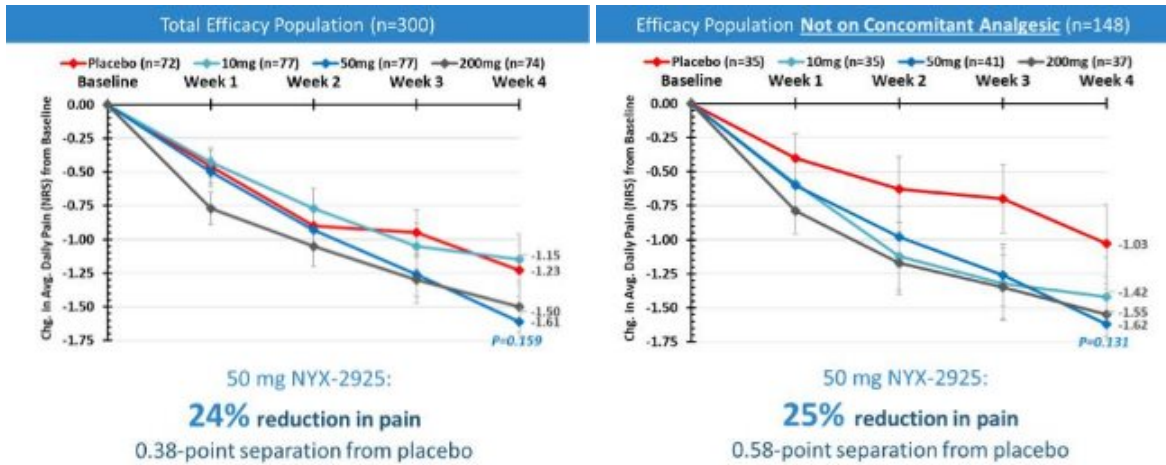 Total Efficacy Population (n=300)
Placebo (n=72) 10mg (n=77) 50mg (n=77) 200mg (n=74)
Baseline Week 1 Week 2 Week 3 Week 4
Chg. in Avg. Daily Pain (NRS) from Baseline
0.00
-0.25
-0.50
-0.75
-1.00
-1.25
-1.50
-1.75
-1.15
-1.23
-1.50
-1.61
P=0.159
50 mg NYX-2925:
24% reduction in pain
0.38-point separation from placebo
Efficacy Population Not on Concomitant Analgesic (n=148)
Placebo (n=35) 10mg (n=35) 50mg (n=41) 200mg (n=37)
Baseline Week 1 Week 2 Week 3 Week 4
Chg. in Avg. Daily Pain (NRS) from Baseline
0.00
-0.25
-0.50
-0.75
-1.00
-1.25
-1.50
-1.75
-1.03
-1.42
-1.55
-1.62
P=0.131
50 mg NYX-2925:
25% reduction in pain
0.58-point separation from placebo